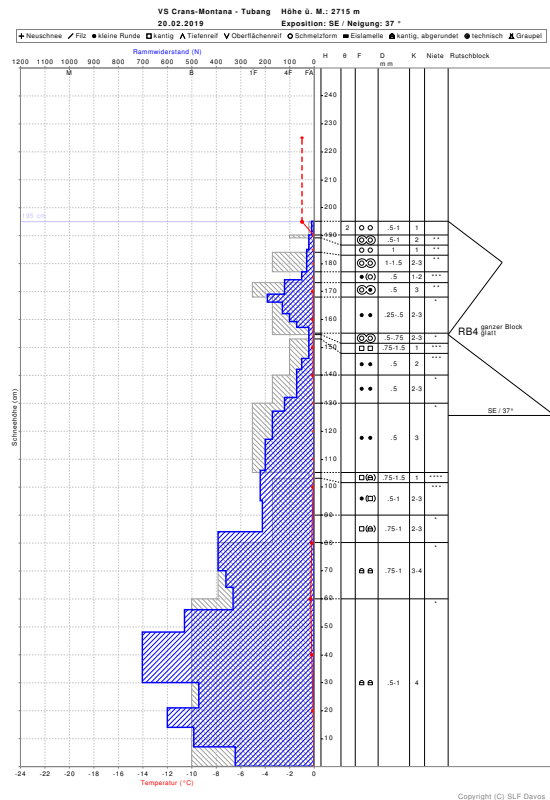 VS Crans-Montana - Tubang Höhe ü. M.: 2715 m
20.02.2019 Exposition: SE / Neigung: 37 °
Neuschnee Filz kleine Runde kantig Tiefenreif Oberflächenreif Schmelzform Eislamelle kantig, abgerundet technisch Graupel
Rammwiderstand (N) H θ F D K Niete Rutschblock
m m
1200 1100 1000 900 800 700 600 500 400 300 200 100 0
M B 1F 4F FA
240
230
220
210
200
195 cm
2 .5-1 1
190 .5-1 2 **
1 1 **
180 1-1.5 2-3 **
.5 1-2 ***
170 .5 3 **
160 .25-.5 2-3 *
RB4 ganzer Block
glatt
.5-.75 2-3 *
150 .75-1.5 1 ***
.5 2 ***
140
.5 2-3 *
130
SE / 37°
120 .5 3 *
110
.75-1.5 1 ****
100 .5-1 2-3 ***
90
.75-1 2-3 *
80
70 .75-1 3-4 *
60
50 *
40
30 .5-1 4
20
10
Schneehöhe (cm)
-24 -22 -20 -18 -16 -14 -12 -10 -8 -6 -4 -2 0
Temperatur (°C)
Copyright (C) SLF Davos